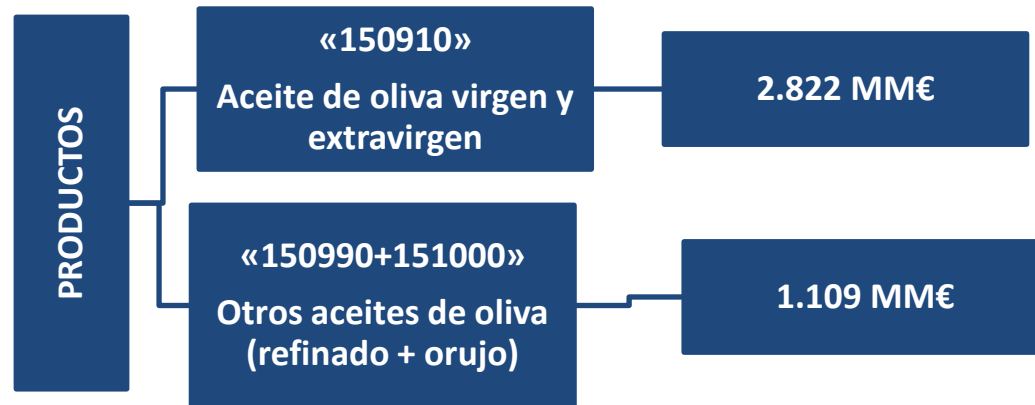 PRODUCTOS
«150910»
Aceite de oliva virgen y
extravirgen
2.822 MM€
«150990+151000»
Otros aceites de oliva
(refinado + orujo)
1.109 MM€